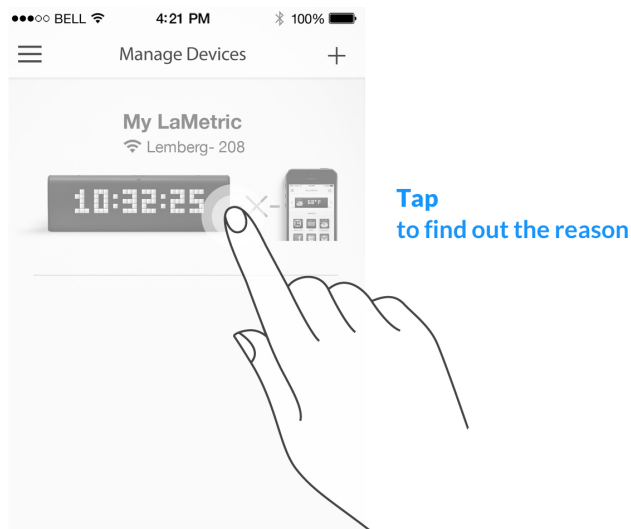 BELL 4:21 PM 100%
Manage Devices
My LaMetric
Lemberg- 208
10:32:25
50°F
Tap
to find out the reason